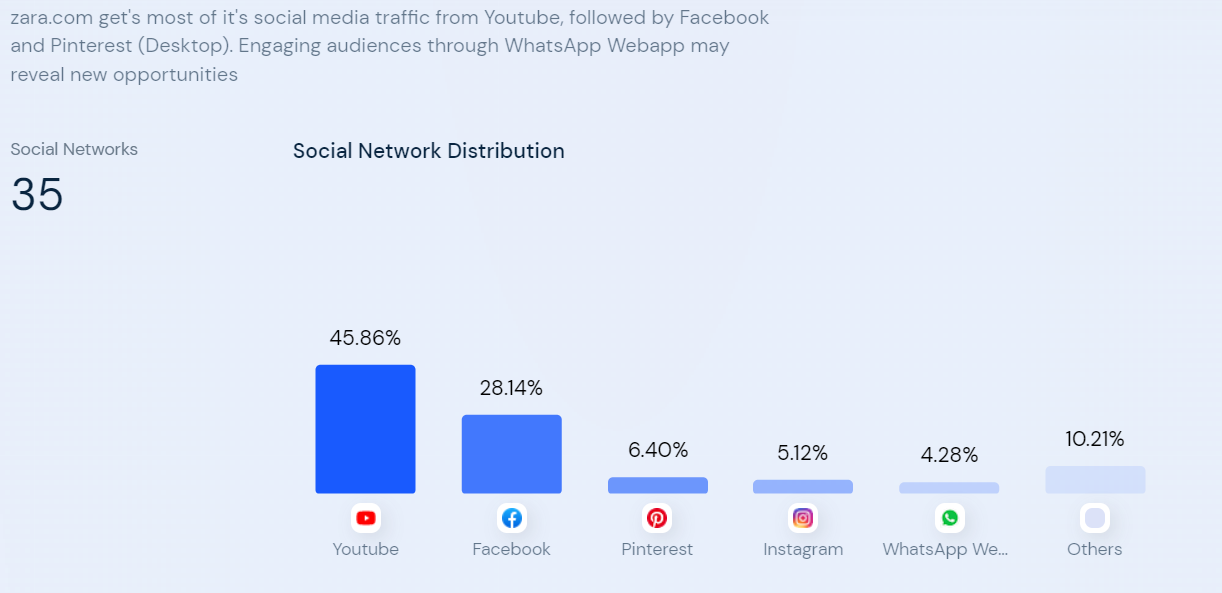 zara.com get's most of it's social media traffic from Youtube, followed by Facebook
and Pinterest (Desktop). Engaging audiences through WhatsApp Webapp may
reveal new opportunities
Social Networks
35
Social Network Distribution
45.86%
28.14%
6.40%
5.12%
4.28%
10.21%
Youtube
Facebook
Pinterest
Instagram
WhatsApp We...
Others